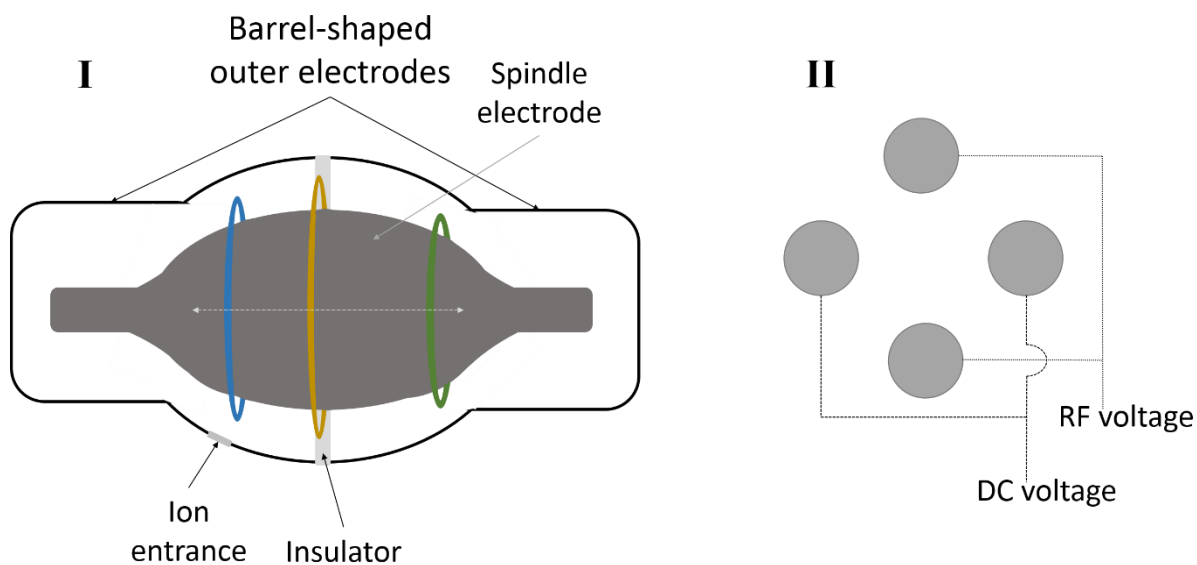 I
Barrel-shaped
outer electrodes
Spindle
electrode
Ion
entrance
Insulator
II
RF voltage
DC voltage